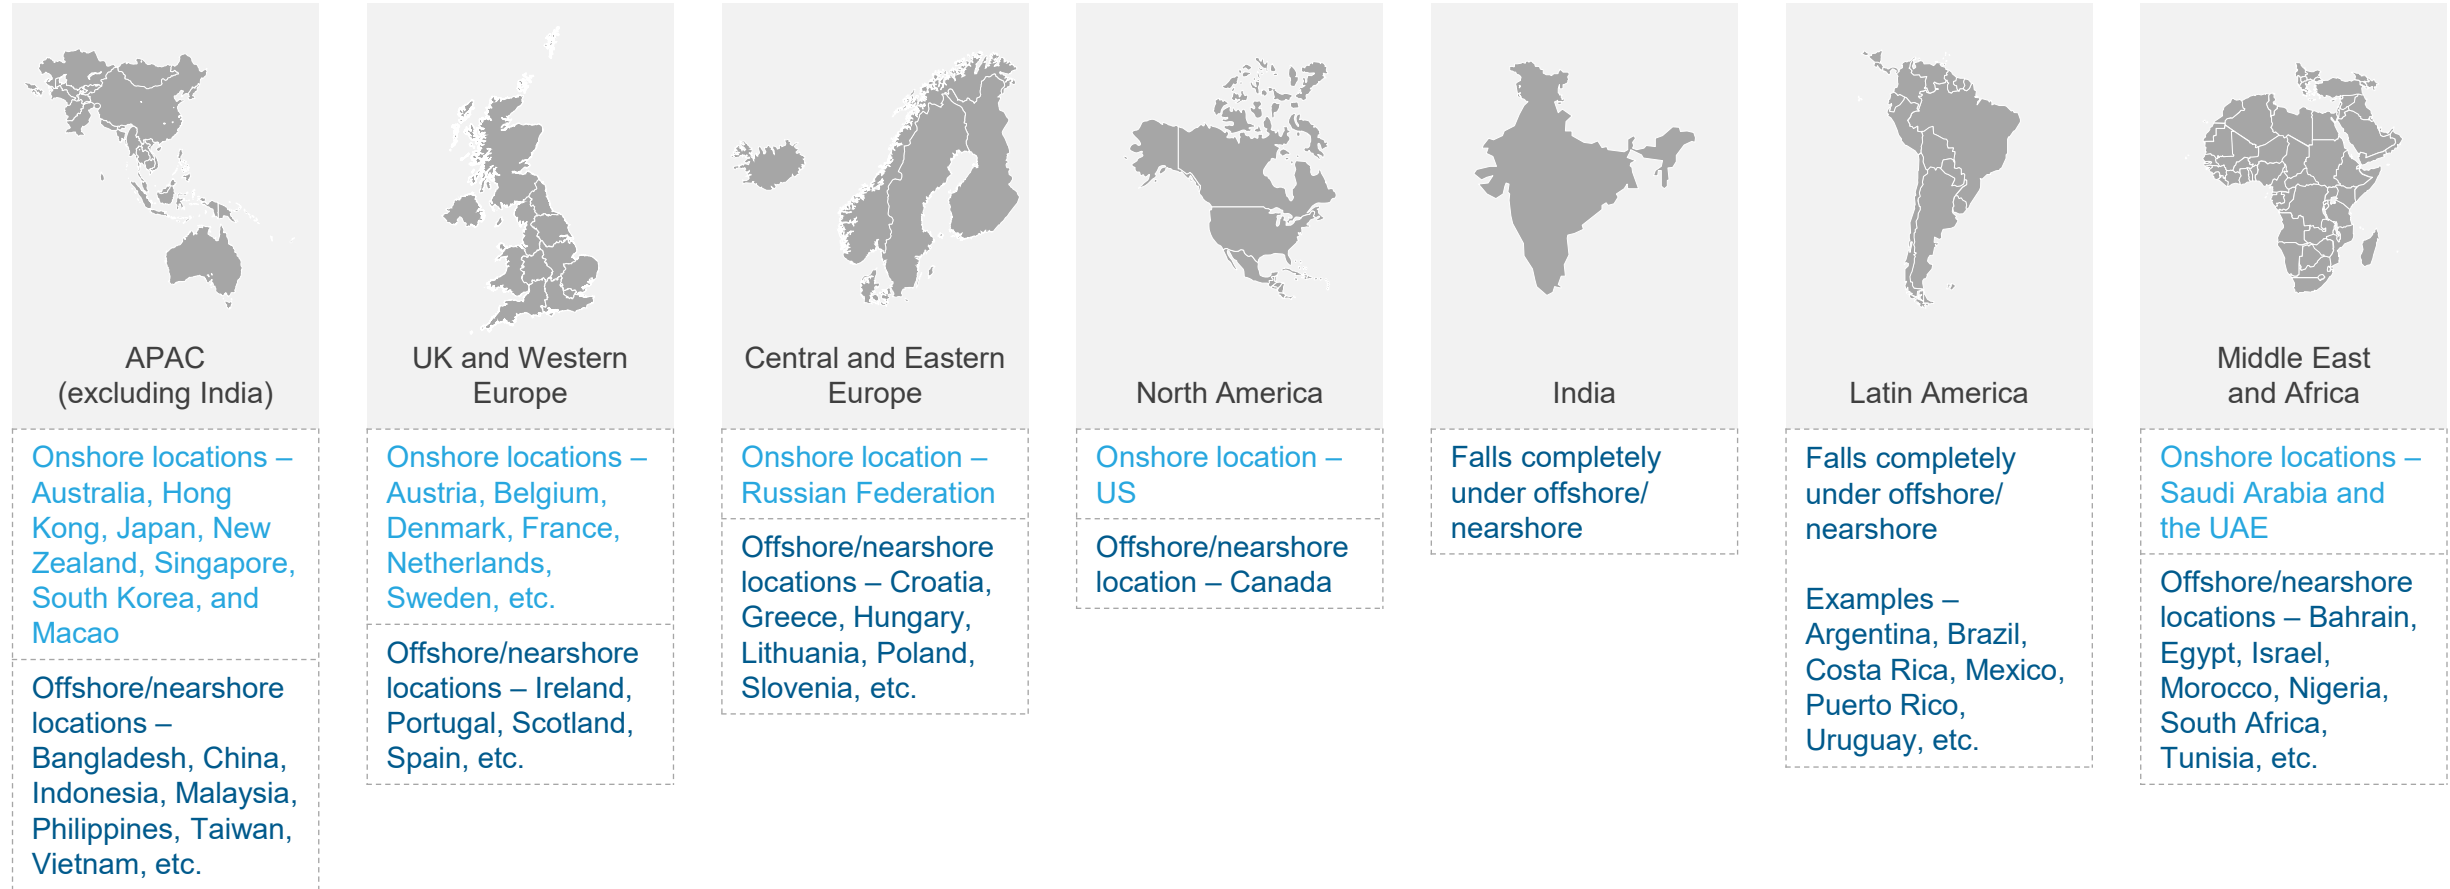 APAC
(excluding India)
Onshore locations –
Australia, Hong
Kong, Japan, New
Zealand, Singapore,
South Korea, and
Macao
Offshore/nearshore
locations –
Bangladesh, China,
Indonesia, Malaysia,
Philippines, Taiwan,
Vietnam, etc.
UK and Western
Europe
Onshore locations –
Austria, Belgium,
Denmark, France,
Netherlands,
Sweden, etc.
Offshore/nearshore
locations – Ireland,
Portugal, Scotland,
Spain, etc.
Central and Eastern
Europe
Onshore location –
Russian Federation
Offshore/nearshore
locations – Croatia,
Greece, Hungary,
Lithuania, Poland,
Slovenia, etc.
North America
Onshore location –
US
Offshore/nearshore
location – Canada
India
Falls completely
under offshore/
nearshore
Latin America
Falls completely
under offshore/
nearshore
Examples –
Argentina, Brazil,
Costa Rica, Mexico,
Puerto Rico,
Uruguay, etc.
Middle East
and Africa
Onshore locations –
Saudi Arabia and
the UAE
Offshore/nearshore
locations – Bahrain,
Egypt, Israel,
Morocco, Nigeria,
South Africa,
Tunisia, etc.